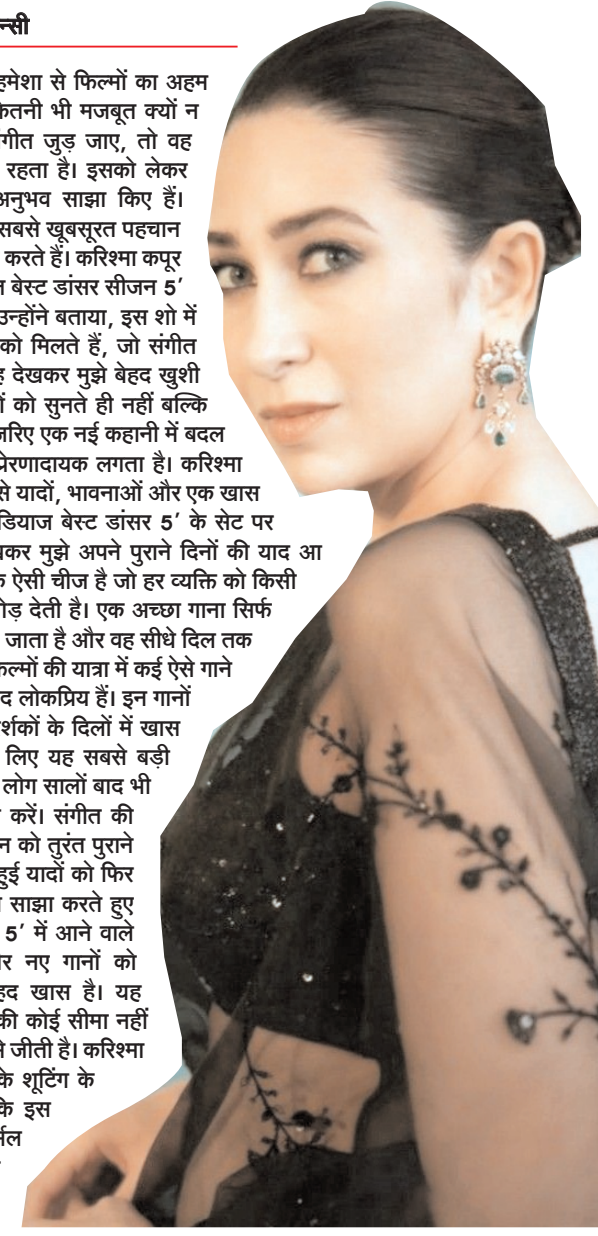 न्सी
हमेशा से फिल्मों का अहम
कितनी भी मजबूत क्यों न
गीत जुड़ जाए, तो वह
रहता है। इसको लेकर
अनुभव साझा किए हैं।
सबसे खूबसूरत पहचान
करते हैं। करिश्मा कपूर
बेस्ट डांसर सीजन 5’
उन्होंने बताया, इस शो में
को मिलते हैं, जो संगीत
देखकर मुझे बेहद खुशी
को सुनते ही नहीं बल्कि
जरिए एक नई कहानी में बदल
प्रेरणादायक लगता है। करिश्मा
से यादों, भावनाओं और एक खास
डियाज बेस्ट डांसर 5’ के सेट पर
कर मुझे अपने पुराने दिनों की याद आ
ऐसी चीज है जो हर व्यक्ति को किसी
जोड़ देती है। एक अच्छा गाना सिर्फ
जाता है और वह सीधे दिल तक
फिल्मों की यात्रा में कई ऐसे गाने
द लोकप्रिय हैं। इन गानों
दर्शकों के दिलों में खास
लिए यह सबसे बड़ी
लोग सालों बाद भी
करें। संगीत की
न को तुरंत पुराने
हुई यादों को फिर
साझा करते हुए
5’ में आने वाले
र नए गानों को
हद खास है। यह
की कोई सीमा नहीं
से जीती है। करिश्मा
के शूटिंग के
कि इस